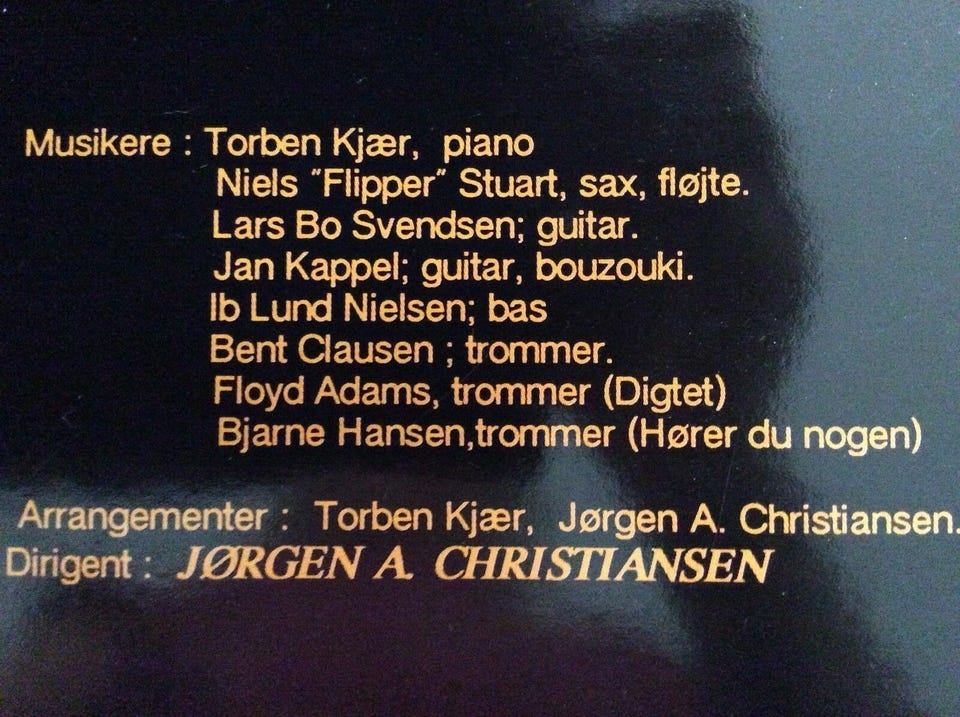 Musikere : Torben Kjær, piano
Niels "Flipper" Stuart, sax, fløjte.
Lars Bo Svendsen; guitar.
Jan Kappel; guitar, bouzouki.
Ib Lund Nielsen; bas
Bent Clausen ; trommer.
Floyd Adams, trommer (Digtet)
Bjarne Hansen,trommer (Hører du nogen)
Arrangementer : Torben Kjær, Jørgen A. Christiansen.
Dirigent : JØRGEN A. CHRISTIANSEN